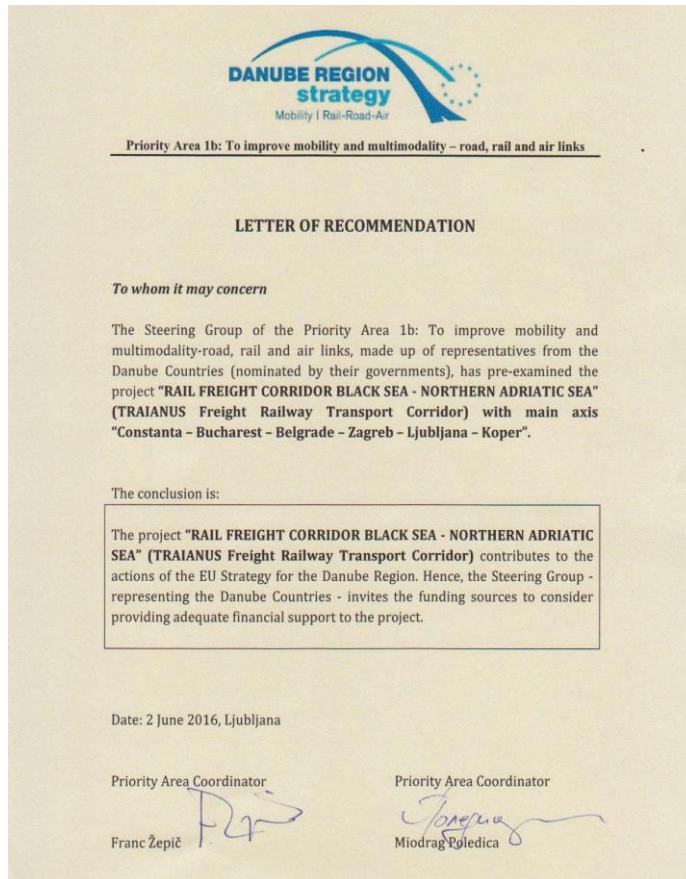 DANUBE REGION
strategy
Mobility | Rail-Road-Air
Priority Area 1b: To improve mobility and multimodality – road, rail and air links
LETTER OF RECOMMENDATION
To whom it may concern
The Steering Group of the Priority Area 1b: To improve mobility and
multimodality-road, rail and air links, made up of representatives from the
Danube Countries (nominated by their governments), has pre-examined the
project “RAIL FREIGHT CORRIDOR BLACK SEA - NORTHERN ADRIATIC SEA”
(TRAIANUS Freight Railway Transport Corridor) with main axis
“Constanta – Bucharest – Belgrade – Zagreb – Ljubljana – Koper”.
The conclusion is:
The project “RAIL FREIGHT CORRIDOR BLACK SEA - NORTHERN ADRIATIC
SEA” (TRAIANUS Freight Railway Transport Corridor) contributes to the
actions of the EU Strategy for the Danube Region. Hence, the Steering Group -
representing the Danube Countries - invites the funding sources to consider
providing adequate financial support to the project.
Date: 2 June 2016, Ljubljana
Priority Area Coordinator
Franc Žepič
Priority Area Coordinator
Miodrag Poledica